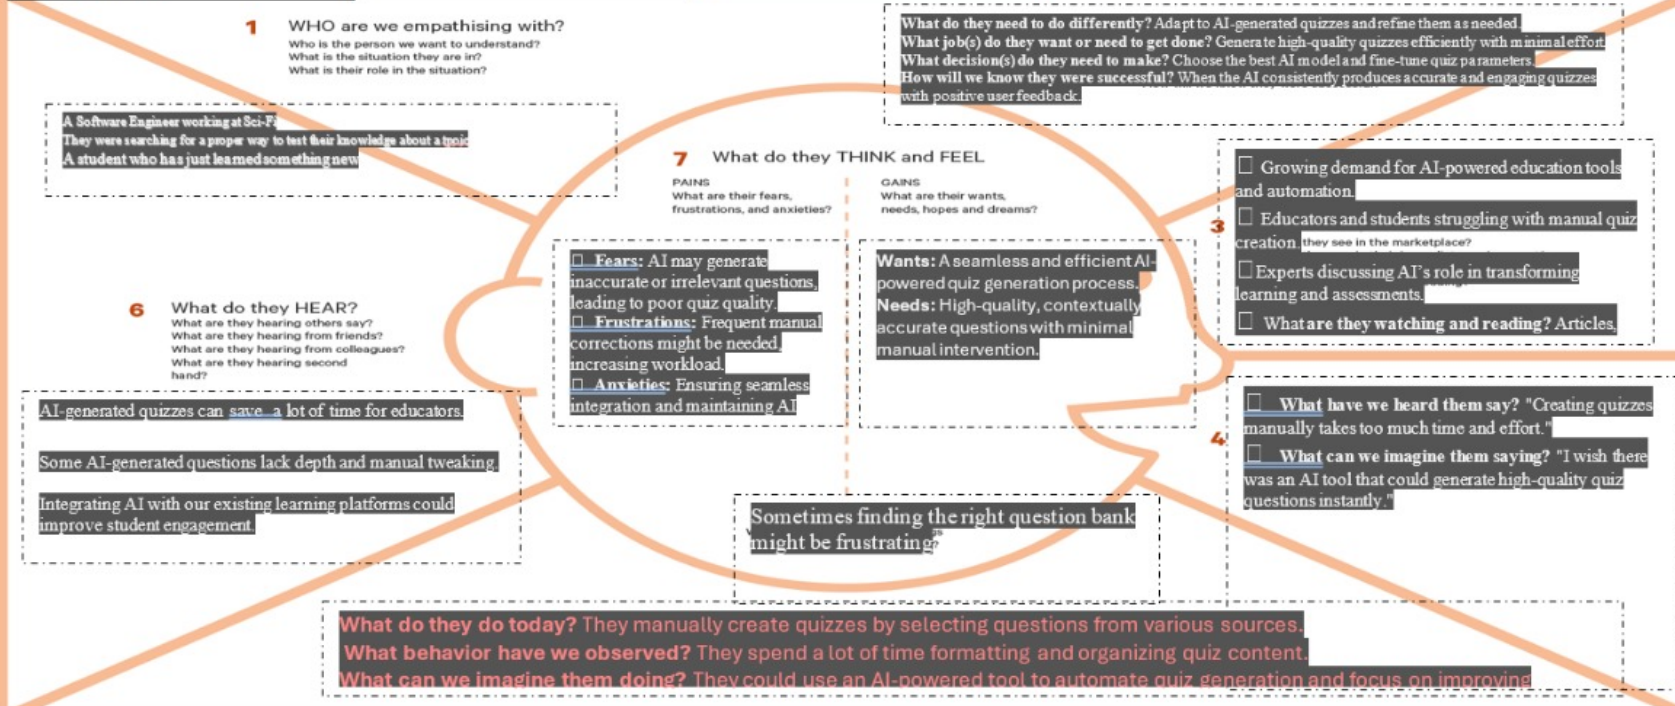 1 WHO are we empathising with?
Who is the person we want to understand?
What is the situation they are in?
What is their role in the situation?
A Software Engineer working at Sci-Fi
They were searching for a proper way to test their knowledge about a
A student who has just learned something new
What do they need to do differently? Adapt to AI-generated quizzes and refine them as needed.
What job(s) do they want or need to get done? Generate high-quality quizzes efficiently with minimal effort.
What decision(s) do they need to make? Choose the best AI model and fine-tune quiz parameters.
How will we know they were successful? When the AI consistently produces accurate and engaging quizzes
with positive user feedback.
7 What do they THINK and FEEL
PAINS
What are their fears,
frustrations, and anxieties?
GAINS
What are their wants,
needs, hopes and dreams?
Fears: AI may generate
inaccurate or irrelevant questions,
leading to poor quiz quality.
Frustrations: Frequent manual
corrections might be needed,
increasing workload.
Anxieties: Ensuring seamless
integration and maintaining AI
Wants: A seamless and efficient AI-
powered quiz generation process.
Needs: High-quality, contextually
accurate questions with minimal
manual intervention.
3
Growing demand for AI-powered education tools
and automation.
Educators and students struggling with manual quiz
creation. they see in the marketplace?
Experts discussing AI's role in transforming
learning and assessments.
What are they watching and reading? Articles,
6 What do they HEAR?
What are they hearing others say?
What are they hearing from friends?
What are they hearing from colleagues?
What are they hearing second
hand?
AI-generated quizzes can save a lot of time for educators.
Some AI-generated questions lack depth and manual tweaking.
Integrating AI with our existing learning platforms could
improve student engagement.
4
What have we heard them say? "Creating quizzes
manually takes too much time and effort."
What can we imagine them saying? "I wish there
was an AI tool that could generate high-quality quiz
questions instantly."
Sometimes finding the right question bank
might be frustrating?
What do they do today? They manually create quizzes by selecting questions from various sources.
What behavior have we observed? They spend a lot of time formatting and organizing quiz content.
What can we imagine them doing? They could use an AI-powered tool to automate quiz generation and focus on improving